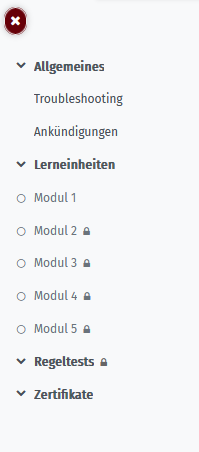 Allgemeines
Troubleshooting
Ankündigungen
Lerneinheiten
Modul 1
Modul 2
Modul 3
Modul 4
Modul 5
Regeltests
Zertifikate